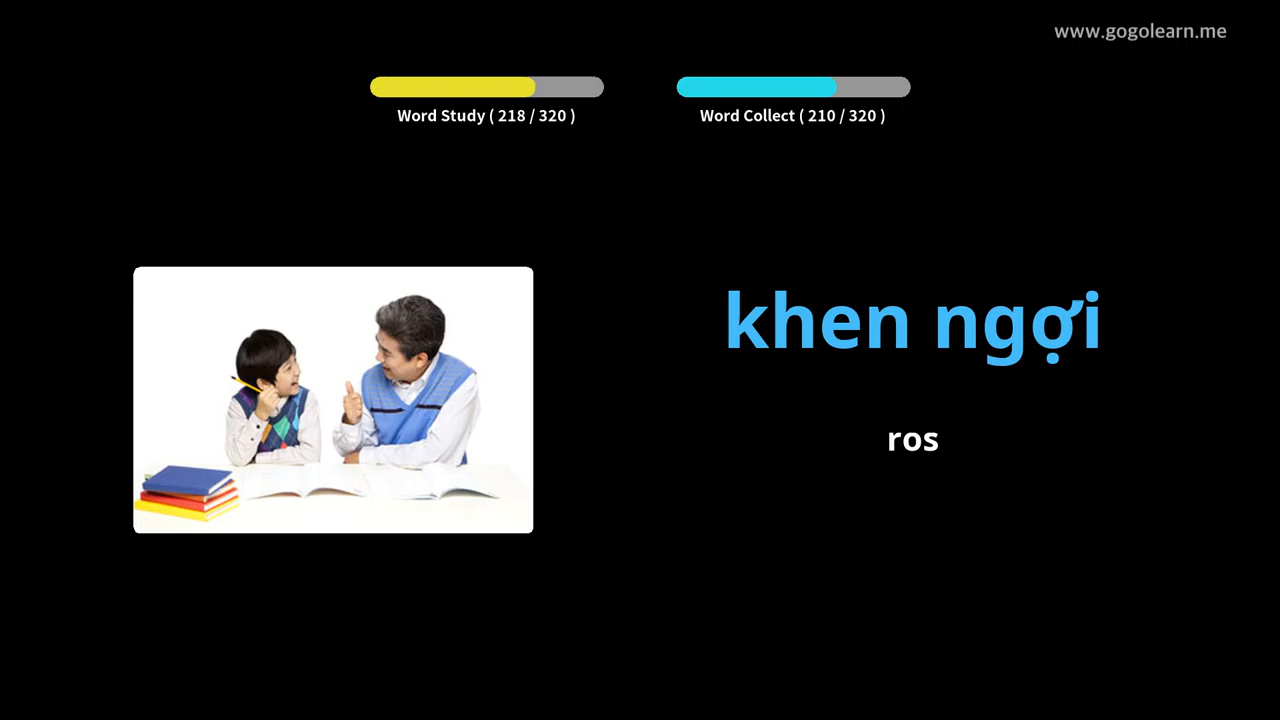 www.gogolearn.me
Word Study ( 218 / 320 )
Word Collect ( 210 / 320 )
khen ngợi
ros